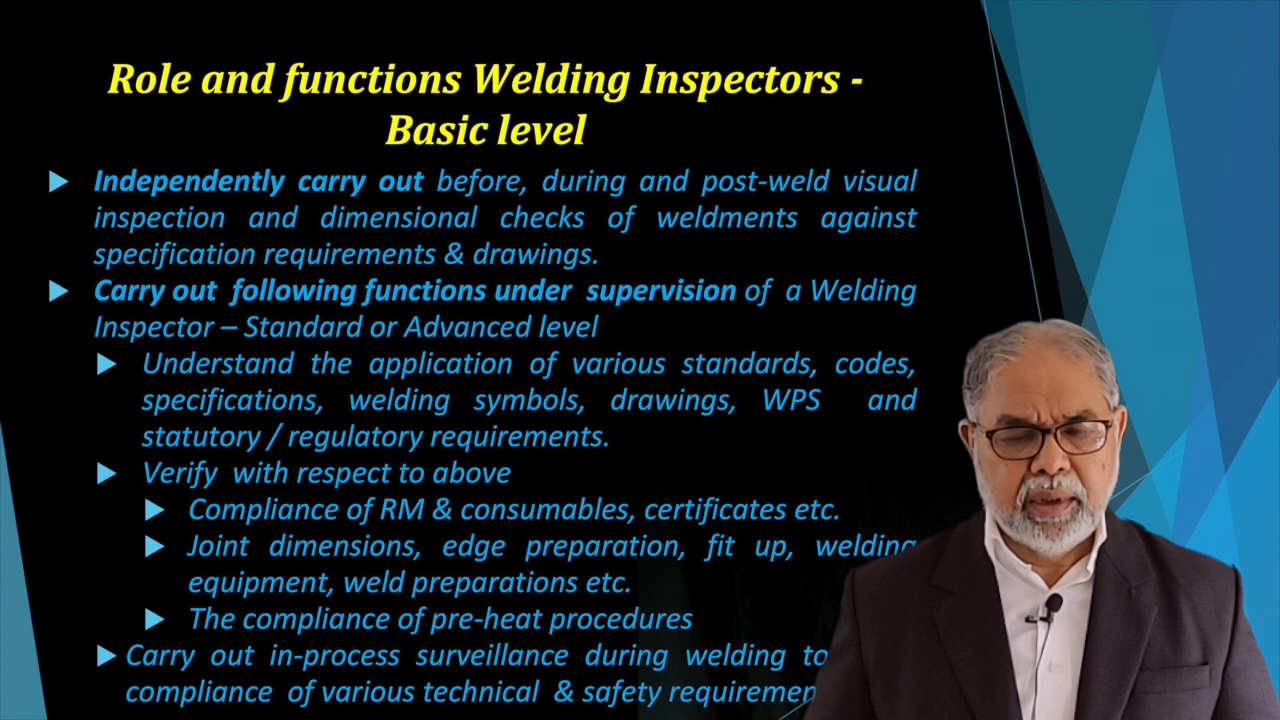 Role and functions Welding Inspectors -
Basic level
Independently carry out before, during and post-weld visual
inspection and dimensional checks of weldments against
specification requirements & drawings.
Carry out following functions under supervision of a Welding
Inspector – Standard or Advanced level
Understand the application of various standards, codes,
specifications, welding symbols, drawings, WPS and
statutory / regulatory requirements.
Verify with respect to above
Compliance of RM & consumables, certificates etc.
Joint dimensions, edge preparation, fit up, welding
equipment, weld preparations etc.
The compliance of pre-heat procedures
Carry out in-process surveillance during welding to
compliance of various technical & safety